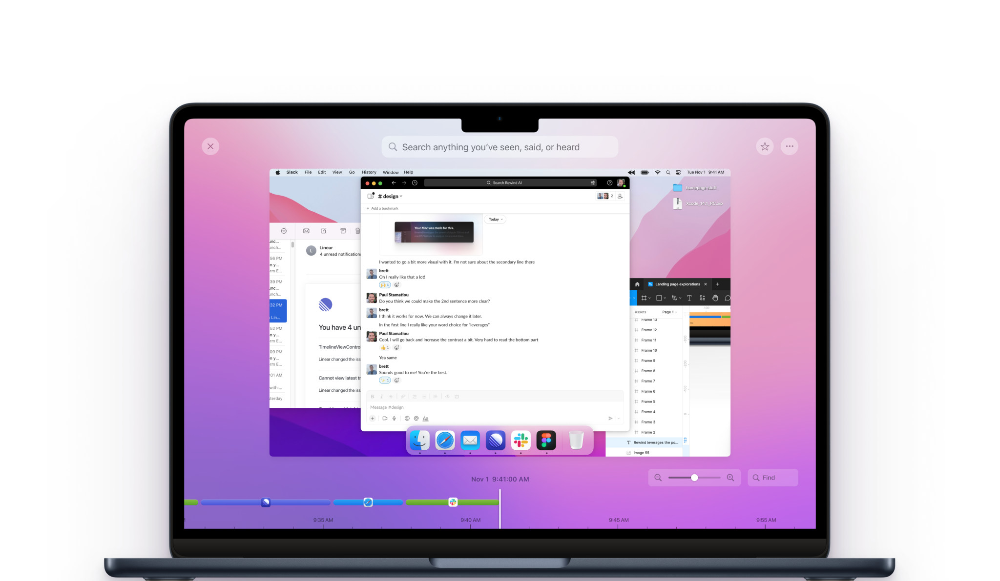 Search anything you've seen, said, or heard
Slack File Edit View Go History Window Help
Tue Nov 1 9:41 AM
Search Rewind AI
homepage stuff
Xcode_14.1_RC.xip
# design
2
+ Add a bookmark
Today
Your Mac was made for this.
I wanted to go a bit more visual with it. I'm not sure about the secondary line there
brett
Oh I really like that a lot!
1
Paul Stamatiou
Do you think we could make the 2nd sentence more clear?
brett
I think it works for now. We can always change it later.
In the first line I really like your word choice for "leverages"
Paul Stamatiou
Cool. I will go back and increase the contrast a bit. Very hard to read the bottom part
1
Yea same
brett
Sounds good to me! You're the best.
1
B I S
Message #design
Aa
unc...
unch...
56 PM
n y...
rm E...
39 PM
unc...
unch...
32 PM
Lin...
52 PM
n y...
rm E...
09 PM
n y...
rm E...
:01 AM
with:...
sterday
L
Linear
4 unread notifications
You have 4 un
TimelineViewContro
Linear changed the iss
Cannot view latest tr
Linear changed the iss
Landing page explorations
Assets
Page 1
-100
Frame 13
Frame 12
Frame 11
Frame 10
Frame 9
Frame 8
Frame 7
Frame 6
Frame 5
Frame 4
Frame 3
Frame 2
Rewind leverages the po...
image 55
-300
-200
-100
0
123
Nov 1 9:41:00 AM
Find
9:35 AM
9:40 AM
9:45 AM
9:55 AM